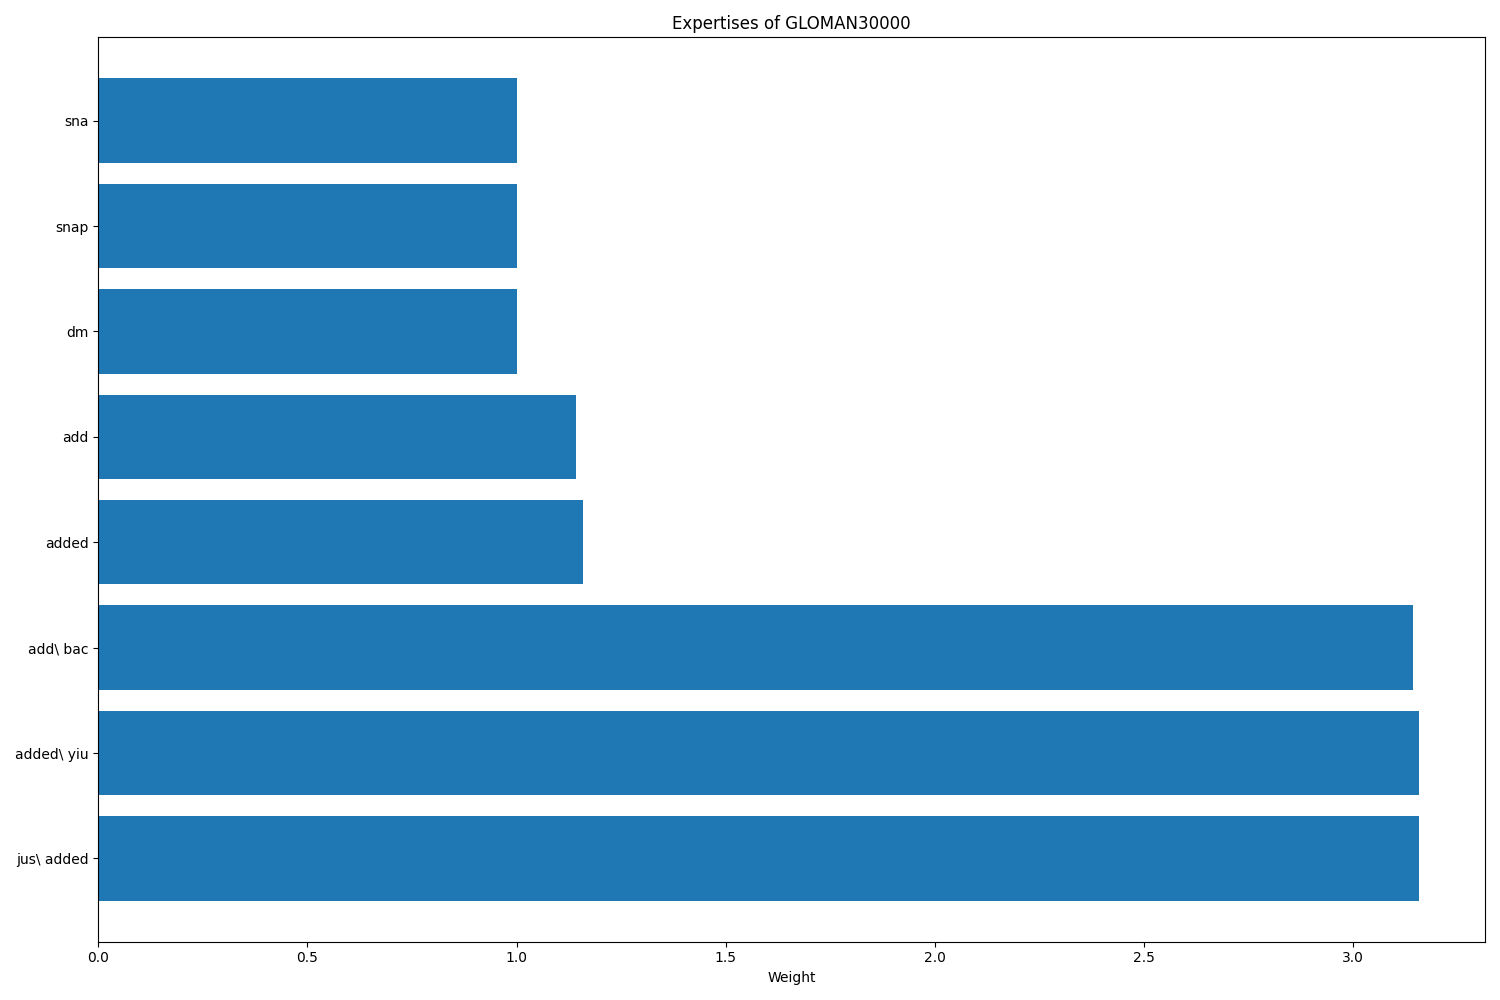 Expertises of GLOMAN30000
sna
snap
dm
add
added
add\ bac
added\ yiu
jus\ added
0.0 0.5 1.0 1.5 2.0 2.5 3.0
Weight